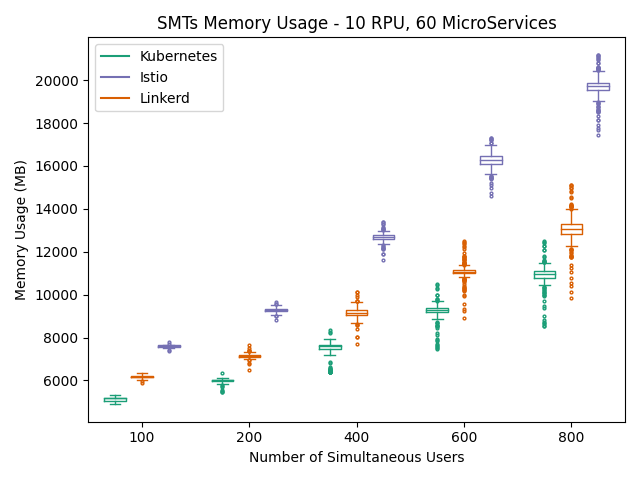 SMTs Memory Usage - 10 RPU, 60 MicroServices
Kubernetes
Istio
Linkerd
Memory Usage (MB)
20000
18000
16000
14000
12000
10000
8000
6000
100 200 400 600 800
Number of Simultaneous Users